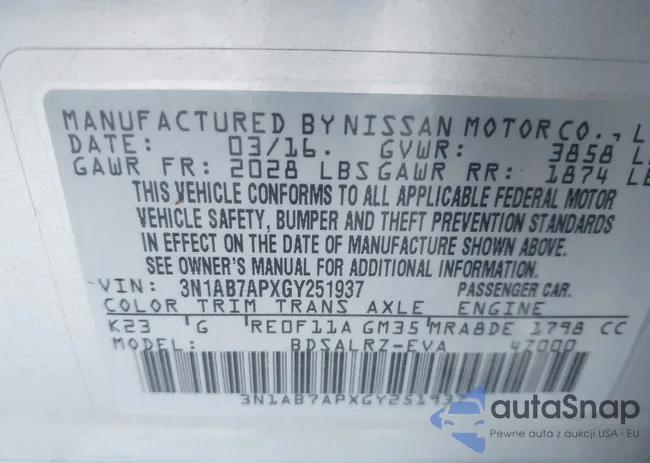 MANUFACTURED BY NISSAN MOTOR CO., L
DATE: 03/16. GVWR: 3858 L
GAWR FR: 2028 LBS GAWR RR: 1874 LB
THIS VEHICLE CONFORMS TO ALL APPLICABLE FEDERAL MOTOR
VEHICLE SAFETY, BUMPER AND THEFT PREVENTION STANDARDS
IN EFFECT ON THE DATE OF MANUFACTURE SHOWN ABOVE.
SEE OWNER'S MANUAL FOR ADDITIONAL INFORMATION.
VIN: 3N1AB7APXGY251937 PASSENGER CAR.
COLOR TRIM TRANS AXLE ENGINE
K23 G RE0F11A GM35 MRA8DE 1798 CC
MODEL: BDSALRZ-EVA 47000
3N1AB7APXGY251937
autaSnap
Pewne auta z aukcji USA i EU